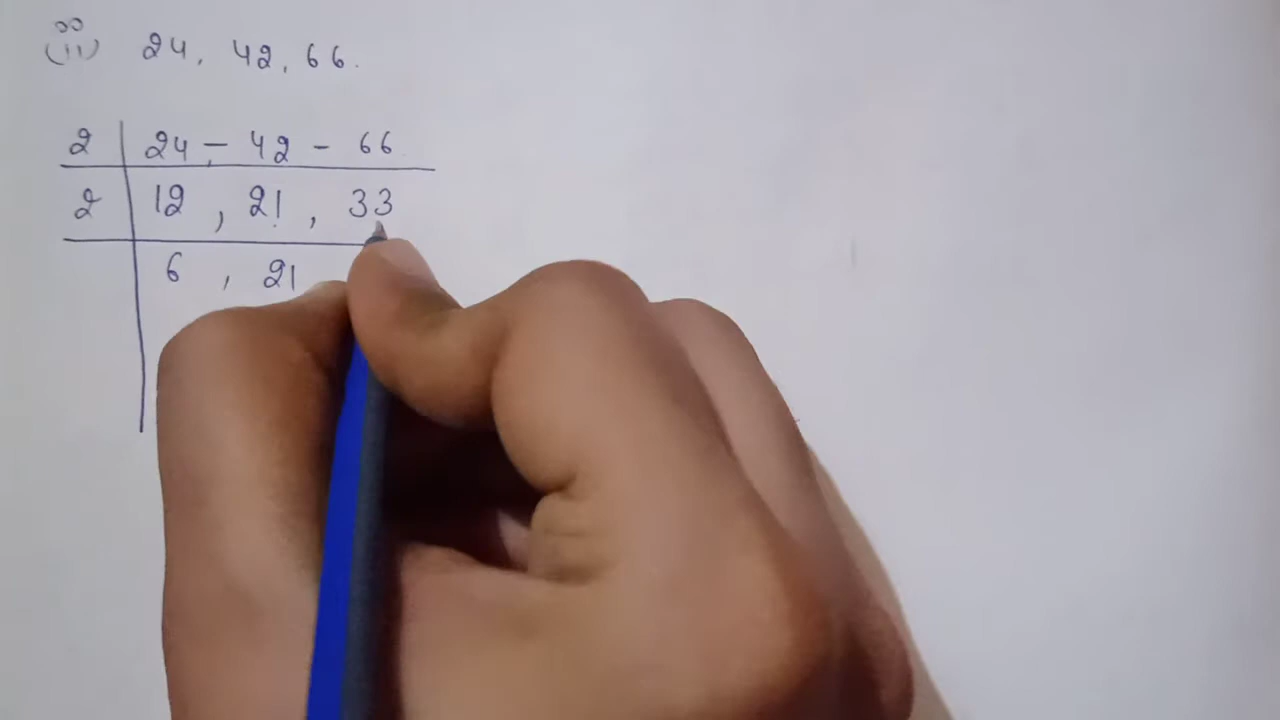 (ii) 24, 42, 66.
2 | 24 - 42 - 66
2 | 12 , 21 , 33
6 , 21